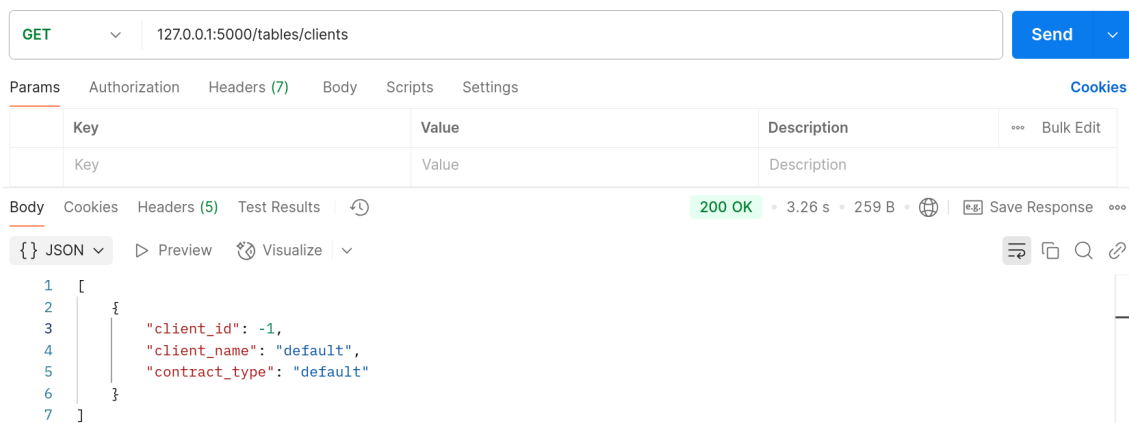 GET 127.0.0.1:5000/tables/clients Send
Params Authorization Headers (7) Body Scripts Settings Cookies
Key Value Description Bulk Edit
Key Value Description
Body Cookies Headers (5) Test Results 200 OK • 3.26 s • 259 B • e.g. Save Response
{} JSON Preview Visualize
1 [
2 {
3 "client_id": -1,
4 "client_name": "default",
5 "contract_type": "default"
6 }
7 ]